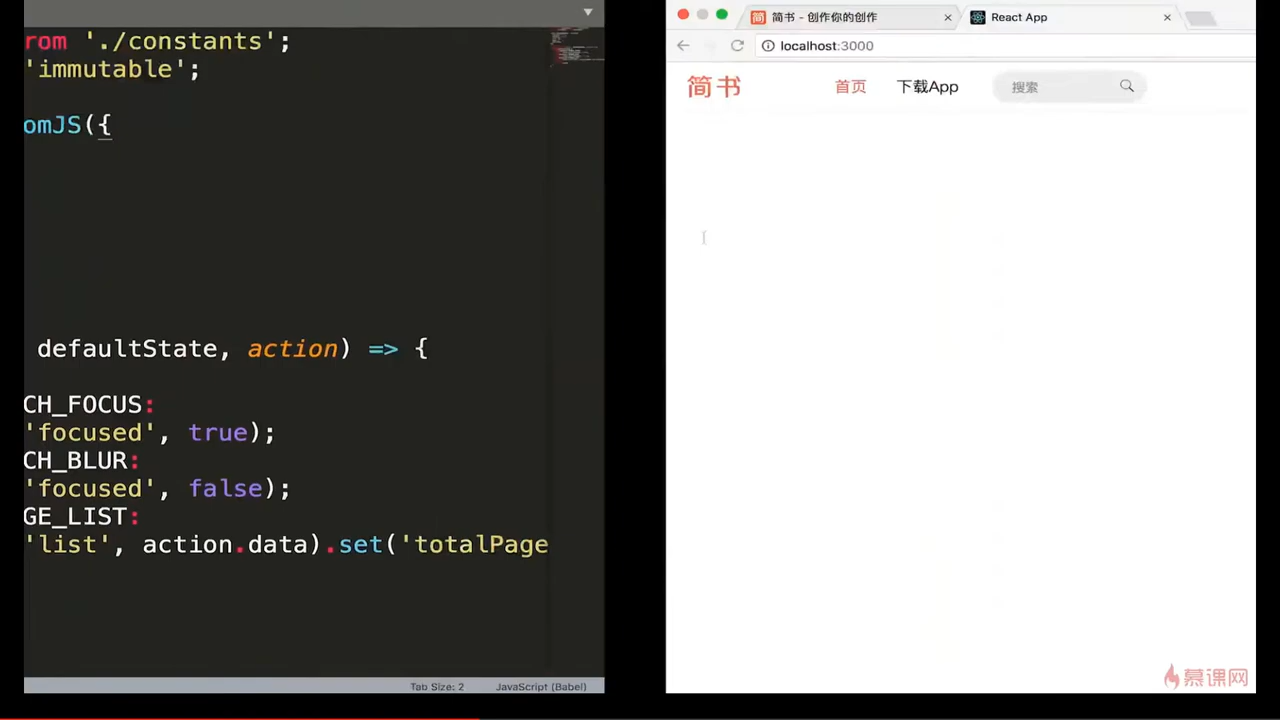 rom './constants';
'immutable';
omJS({
defaultState, action) => {
CH_FOCUS:
'focused', true);
CH_BLUR:
'focused', false);
GE_LIST:
'list', action.data).set('totalPage
Tab Size: 2 JavaScript (Babel)
简书 - 创作你的创作
React App
localhost:3000
简书 首页 下载App 搜索
慕课网